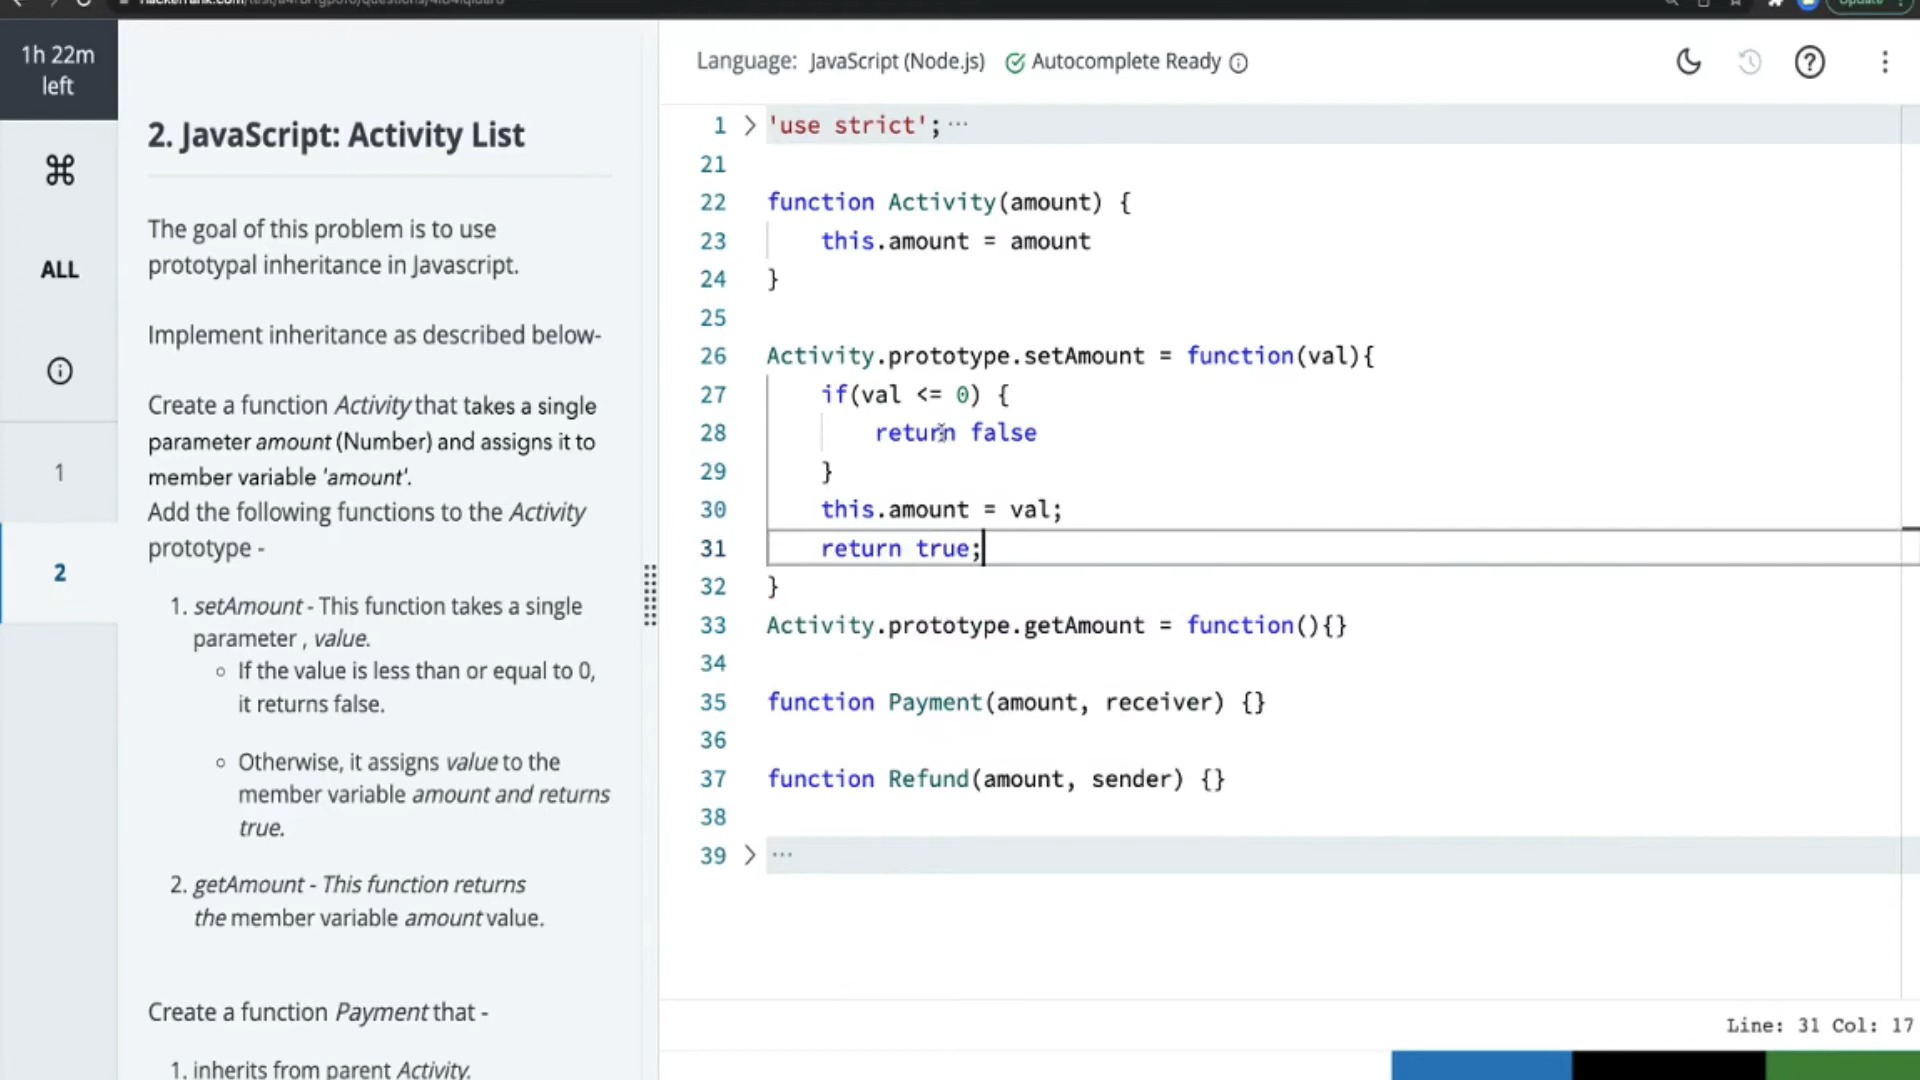 Update
1h 22m
left
ALL
1
2
2. JavaScript: Activity List
The goal of this problem is to use
prototypal inheritance in Javascript.
Implement inheritance as described below-
Create a function Activity that takes a single
parameter amount (Number) and assigns it to
member variable 'amount'.
Add the following functions to the Activity
prototype -
1. setAmount - This function takes a single
parameter , value.
If the value is less than or equal to 0,
it returns false.
Otherwise, it assigns value to the
member variable amount and returns
true.
2. getAmount - This function returns
the member variable amount value.
Create a function Payment that -
1. inherits from parent Activity.
Language: JavaScript (Node.js) Autocomplete Ready
1 'use strict'; ...
21
22 function Activity(amount) {
23 this.amount = amount
24 }
25
26 Activity.prototype.setAmount = function(val){
27 if(val <= 0) {
28 return false
29 }
30 this.amount = val;
31 return true;
32 }
33 Activity.prototype.getAmount = function(){}
34
35 function Payment(amount, receiver) {}
36
37 function Refund(amount, sender) {}
38
39 ...
Line: 31 Col: 17